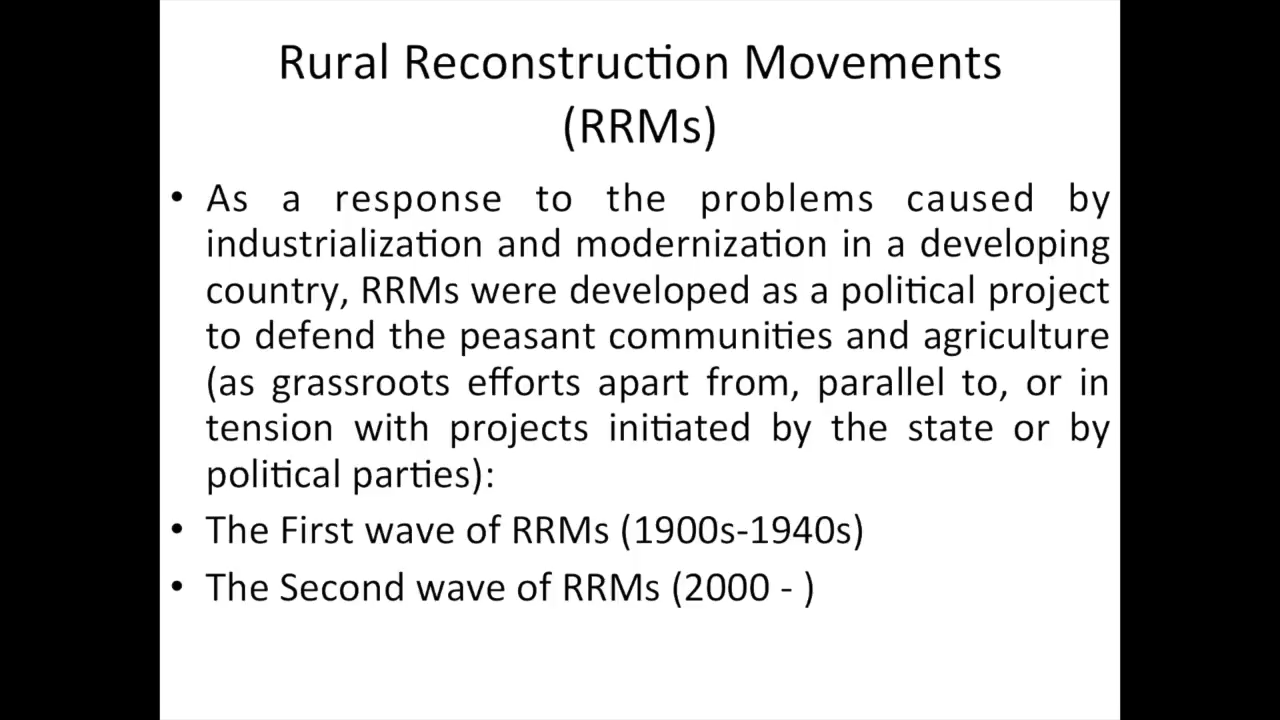 Rural Reconstruction Movements
(RRMs)
• As a response to the problems caused by
industrialization and modernization in a developing
country, RRMs were developed as a political project
to defend the peasant communities and agriculture
(as grassroots efforts apart from, parallel to, or in
tension with projects initiated by the state or by
political parties):
• The First wave of RRMs (1900s-1940s)
• The Second wave of RRMs (2000 - )